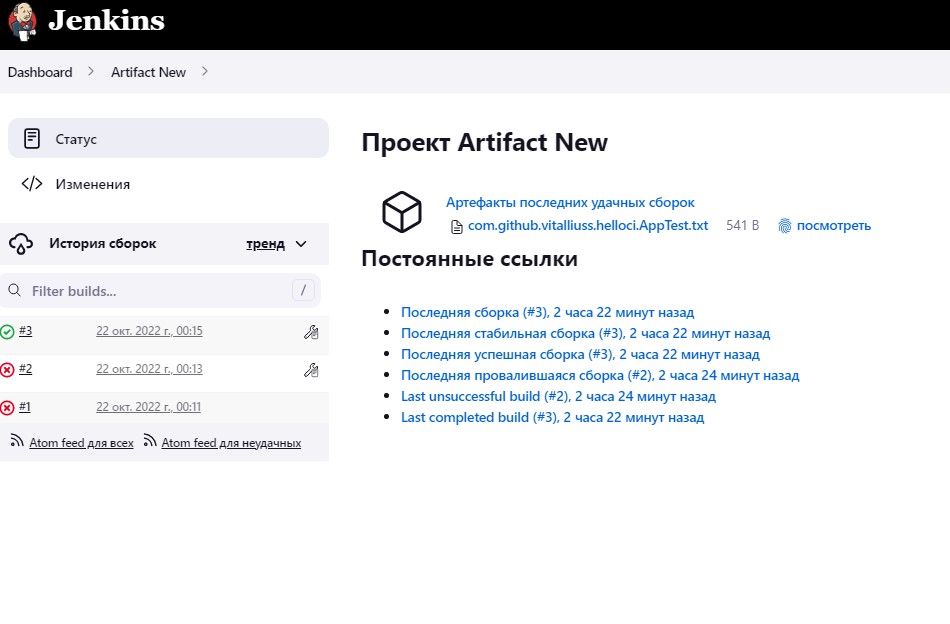 Jenkins
Dashboard
Artifact New
Статус
Изменения
История сборок
тренд
Filter builds...
/
#3 22 окт. 2022 г., 00:15
#2 22 окт. 2022 г., 00:13
#1 22 окт. 2022 г., 00:11
Atom feed для всех Atom feed для неудачных
Проект Artifact New
Артефакты последних удачных сборок
com.github.vitalliuss.helloci.AppTest.txt 541 B посмотреть
Постоянные ссылки
Последняя сборка (#3), 2 часа 22 минут назад
Последняя стабильная сборка (#3), 2 часа 22 минут назад
Последняя успешная сборка (#3), 2 часа 22 минут назад
Последняя провалившаяся сборка (#2), 2 часа 24 минут назад
Last unsuccessful build (#2), 2 часа 24 минут назад
Last completed build (#3), 2 часа 22 минут назад